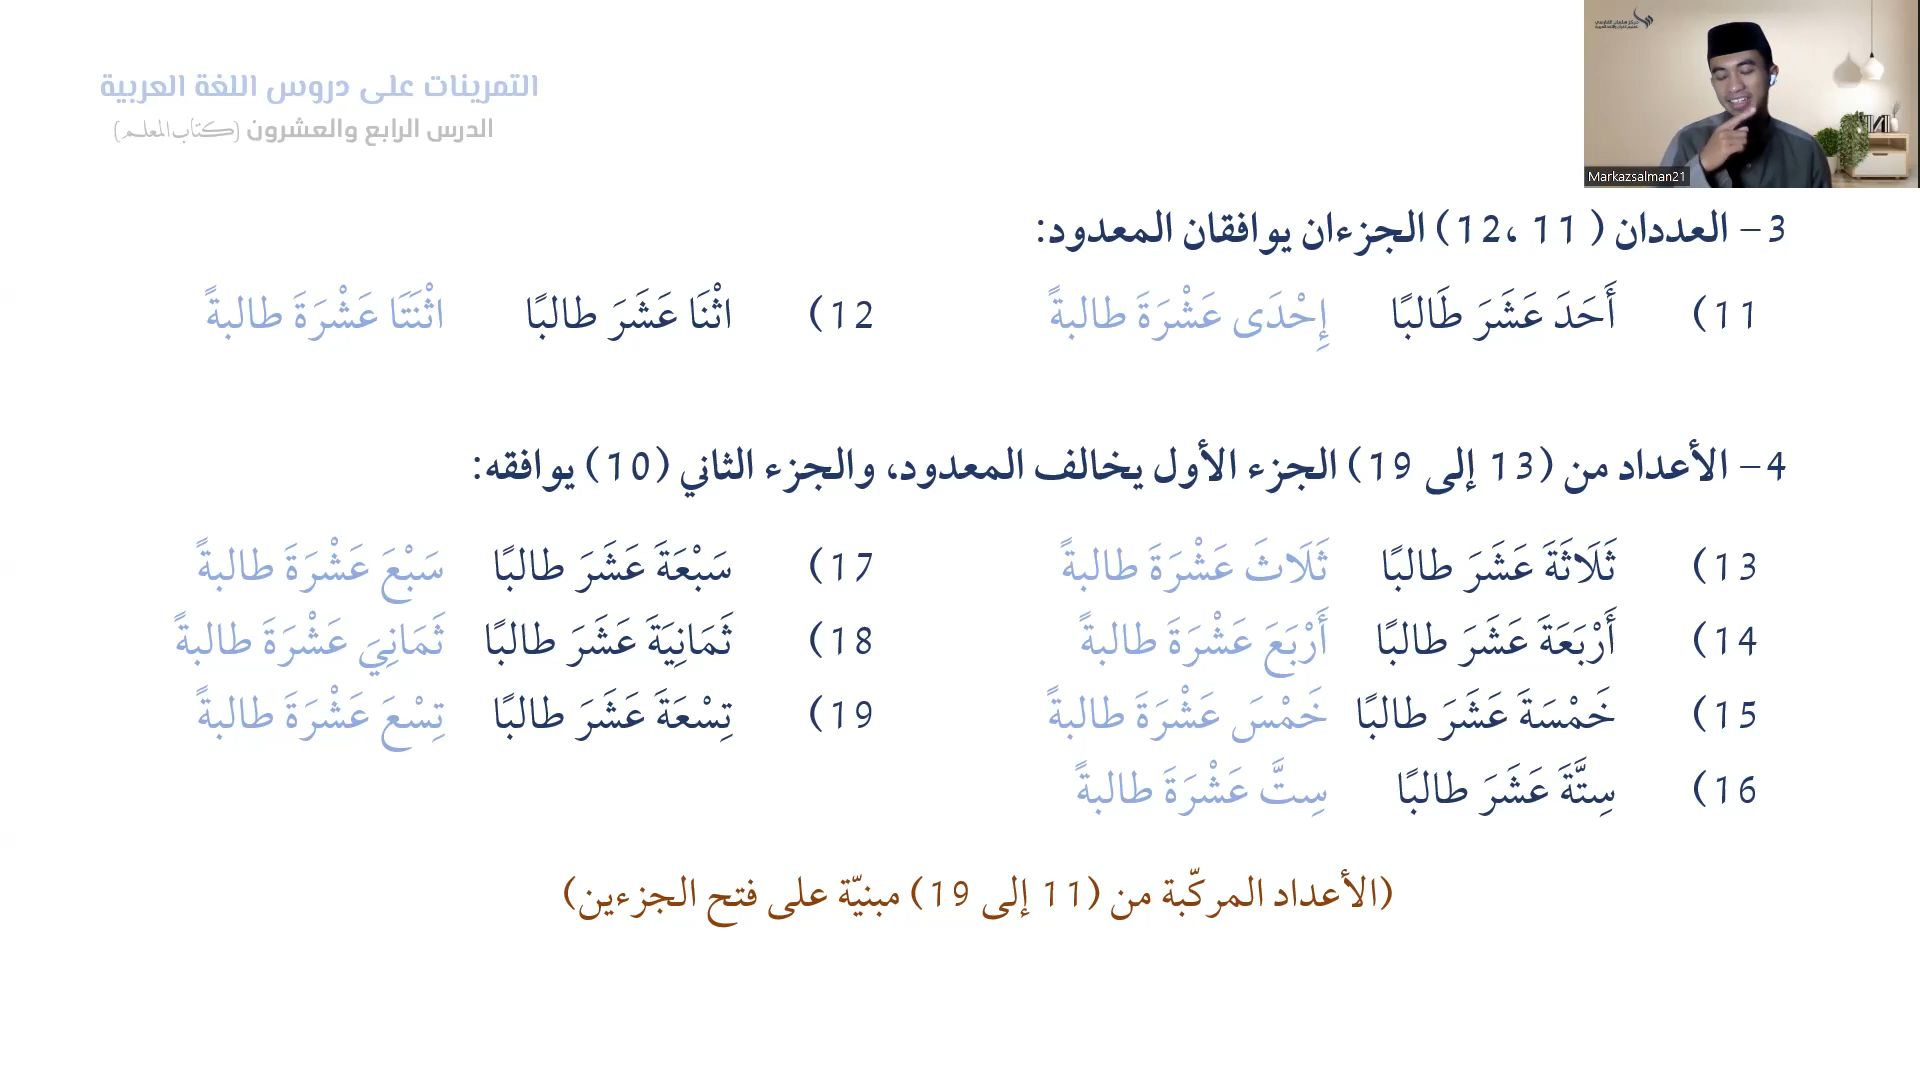 التمرينات على دروس اللغة العربية
الدرس الرابع والعشرون (كتاب المعلم)
Markazsalman21
3– العددان ( 11 ،12) الجزءان يوافقان المعدود:
11) أَحَدَ عَشَرَ طَالبًا إِحْدَى عَشْرَةَ طالبةً 12) اثْنَا عَشَرَ طالبًا اثْنَتَا عَشْرَةَ طالبةً
4– الأعداد من (13 إلى 19) الجزء الأول يخالف المعدود، والجزء الثاني (10) يوافقه:
13) ثَلَاثَةَ عَشَرَ طالبًا ثَلَاثَ عَشْرَةَ طالبةً 17) سَبْعَةَ عَشَرَ طالبًا سَبْعَ عَشْرَةَ طالبةً
14) أَرْبَعَةَ عَشَرَ طالبًا أَرْبَعَ عَشْرَةَ طالبةً 18) ثَمَانِيَةَ عَشَرَ طالبًا ثَمَانِيَ عَشْرَةَ طالبةً
15) خَمْسَةَ عَشَرَ طالبًا خَمْسَ عَشْرَةَ طالبةً 19) تِسْعَةَ عَشَرَ طالبًا تِسْعَ عَشْرَةَ طالبةً
16) سِتَّةَ عَشَرَ طالبًا سِتَّ عَشْرَةَ طالبةً
(الأعداد المركّبة من (11 إلى 19) مبنيّة على فتح الجزءين)